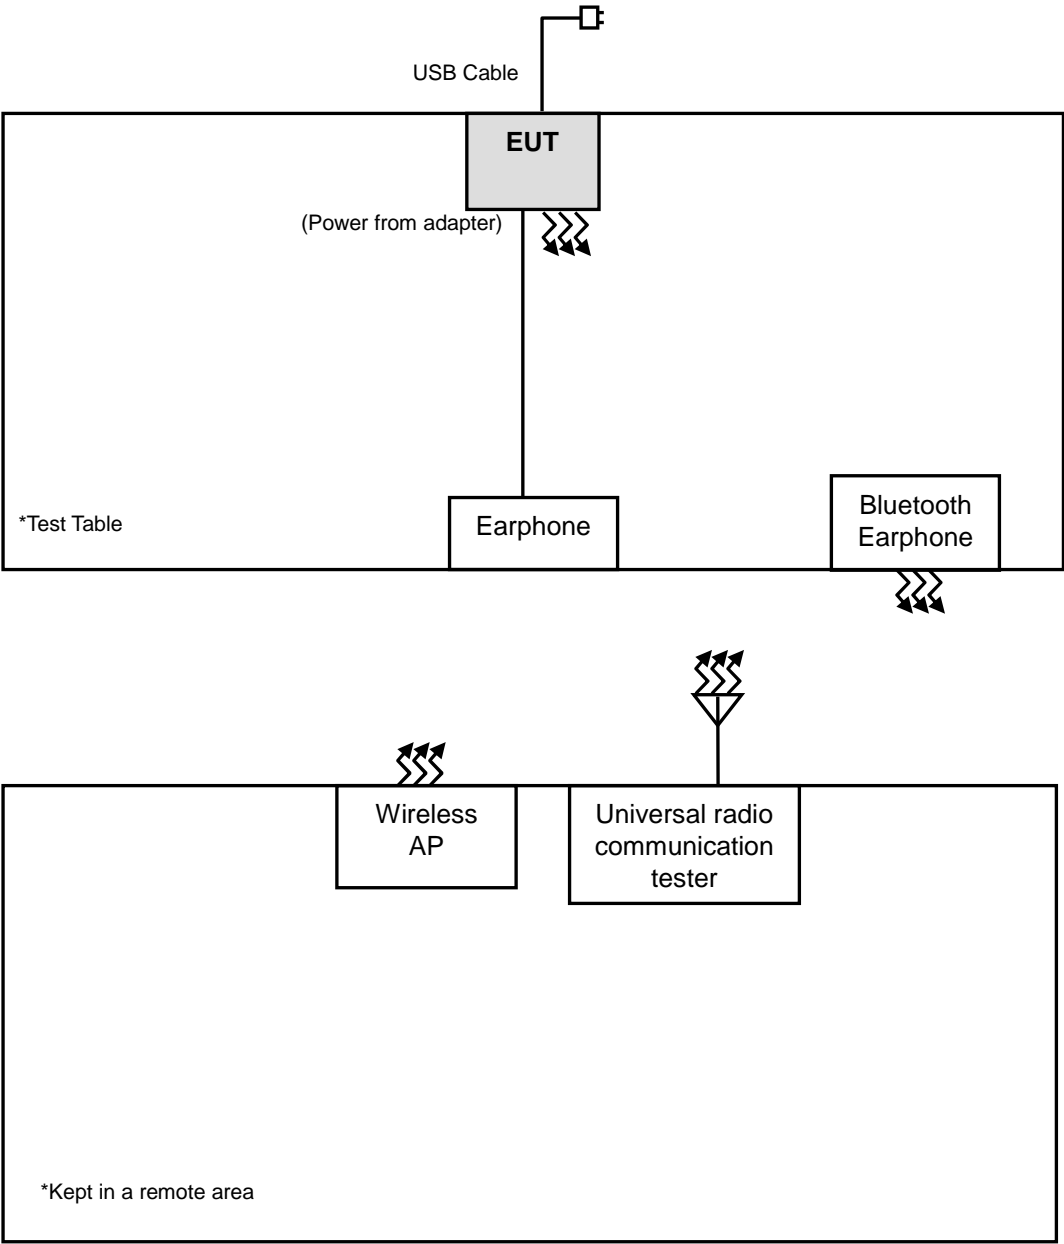 USB Cable
EUT
(Power from adapter)
*Test Table
Earphone
Bluetooth
Earphone
Wireless
AP
Universal radio
communication
tester
*Kept in a remote area